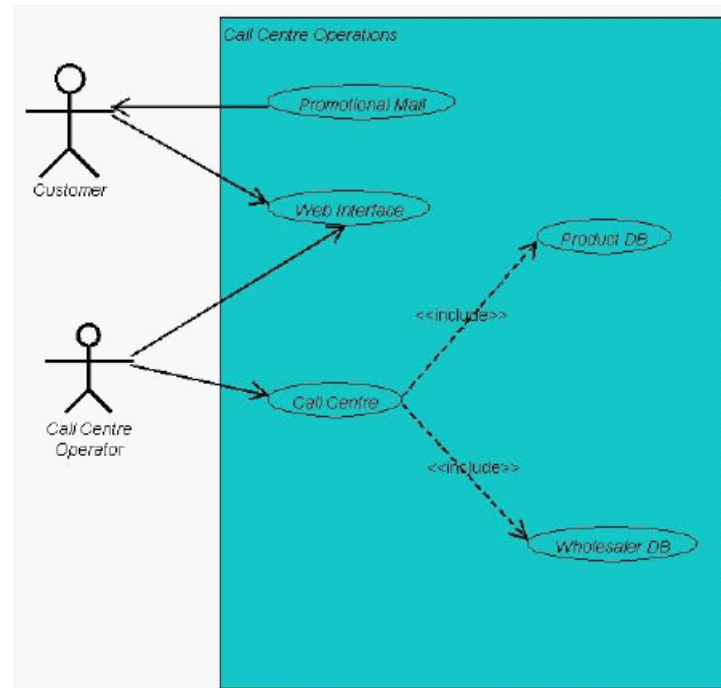 Call Centre Operations
Promotional Mail
Customer
Web Interface
Product DB
<<include>>
Call Centre
Operator
Call Centre
<<include>>
Wholesaler DB